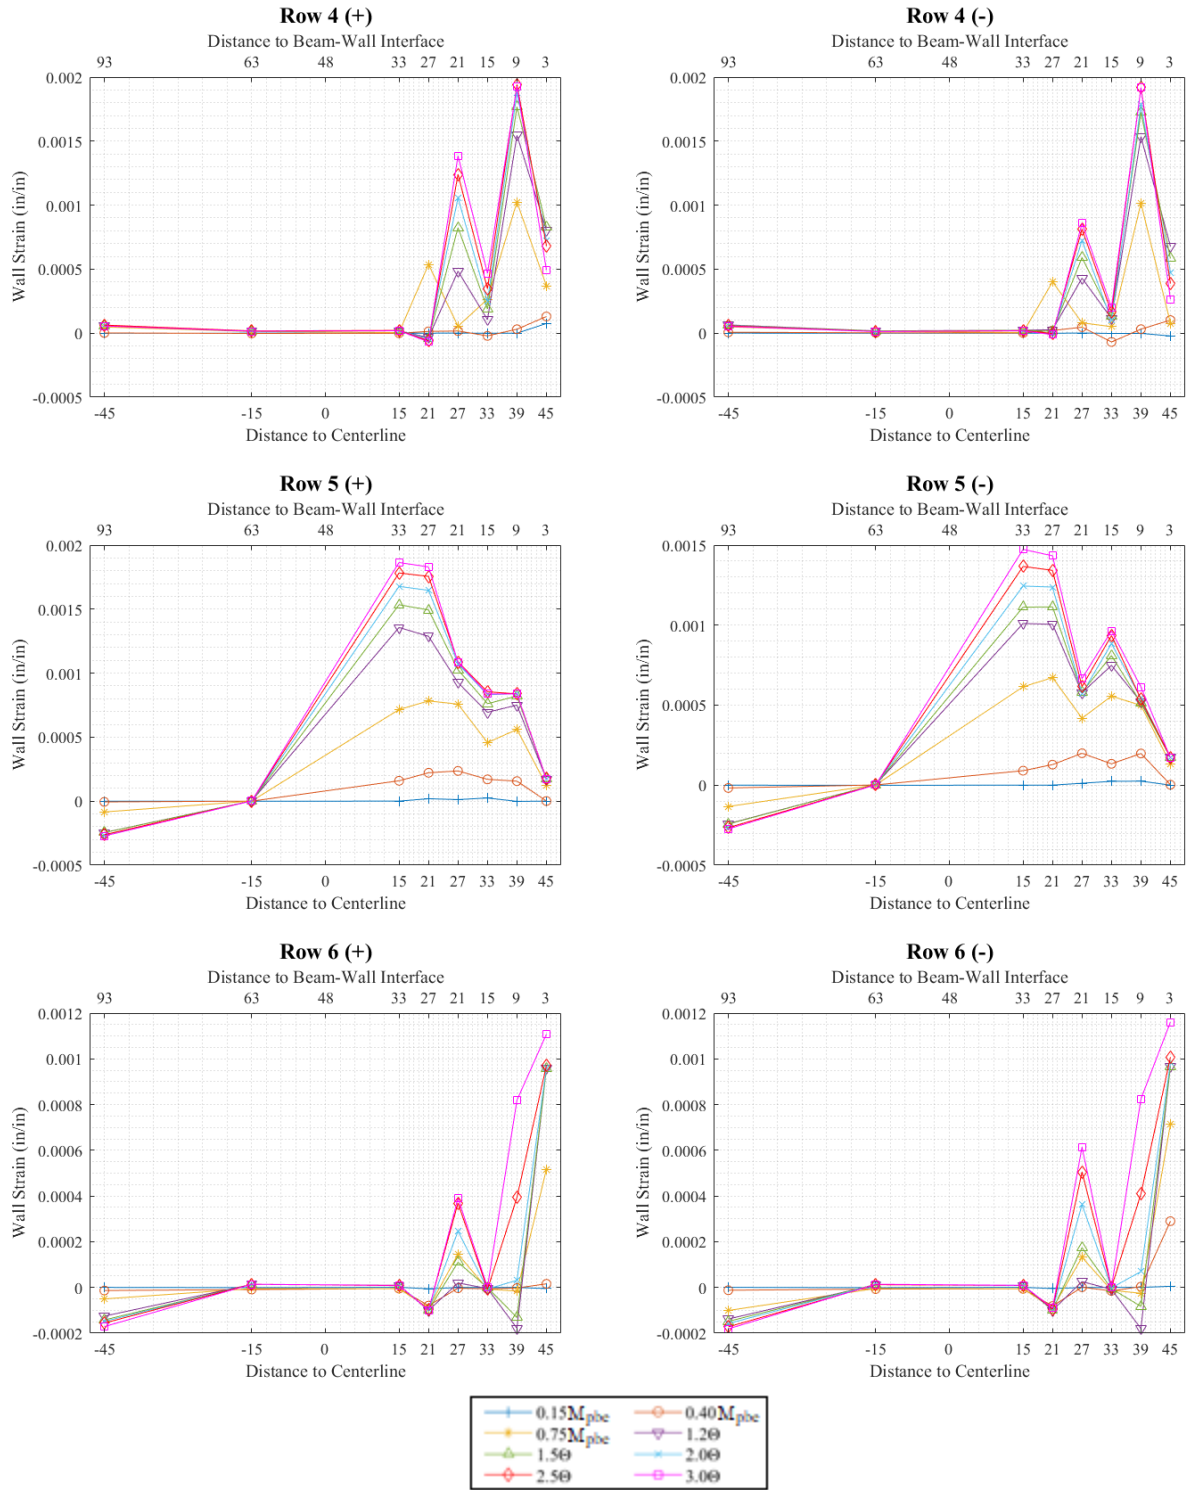 Row 4 (+)
Distance to Beam-Wall Interface
93 63 48 33 27 21 15 9 3
0.002
0.0015
0.001
0.0005
0
-0.0005
Wall Strain (in/in)
-45 -15 0 15 21 27 33 39 45
Distance to Centerline
Row 4 (-)
Distance to Beam-Wall Interface
93 63 48 33 27 21 15 9 3
0.002
0.0015
0.001
0.0005
0
-0.0005
Wall Strain (in/in)
-45 -15 0 15 21 27 33 39 45
Distance to Centerline
Row 5 (+)
Distance to Beam-Wall Interface
93 63 48 33 27 21 15 9 3
0.002
0.0015
0.001
0.0005
0
-0.0005
Wall Strain (in/in)
-45 -15 0 15 21 27 33 39 45
Distance to Centerline
Row 5 (-)
Distance to Beam-Wall Interface
93 63 48 33 27 21 15 9 3
0.0015
0.001
0.0005
0
-0.0005
Wall Strain (in/in)
-45 -15 0 15 21 27 33 39 45
Distance to Centerline
Row 6 (+)
Distance to Beam-Wall Interface
93 63 48 33 27 21 15 9 3
0.0012
0.001
0.0008
0.0006
0.0004
0.0002
0
-0.0002
Wall Strain (in/in)
-45 -15 0 15 21 27 33 39 45
Distance to Centerline
Row 6 (-)
Distance to Beam-Wall Interface
93 63 48 33 27 21 15 9 3
0.0012
0.001
0.0008
0.0006
0.0004
0.0002
0
-0.0002
Wall Strain (in/in)
-45 -15 0 15 21 27 33 39 45
Distance to Centerline
0.15Mpbe 0.40Mpbe
0.75Mpbe 1.2Θ
1.5Θ 2.0Θ
2.5Θ 3.0Θ